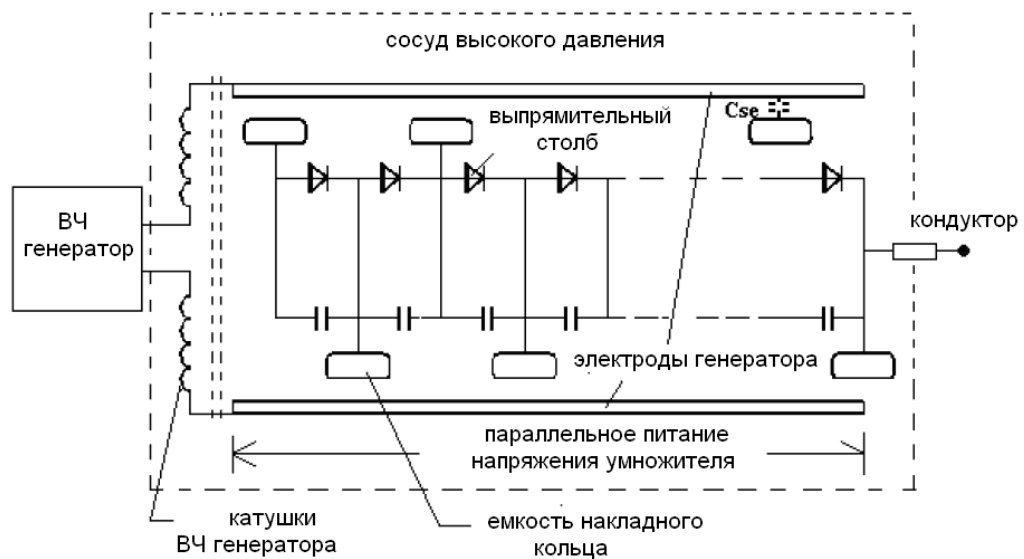 сосуд высокого давления
Cse
выпрямительный
столб
ВЧ
генератор
кондуктор
электроды генератора
параллельное питание
напряжения умножителя
катушки
ВЧ генератора
емкость накладного
кольца